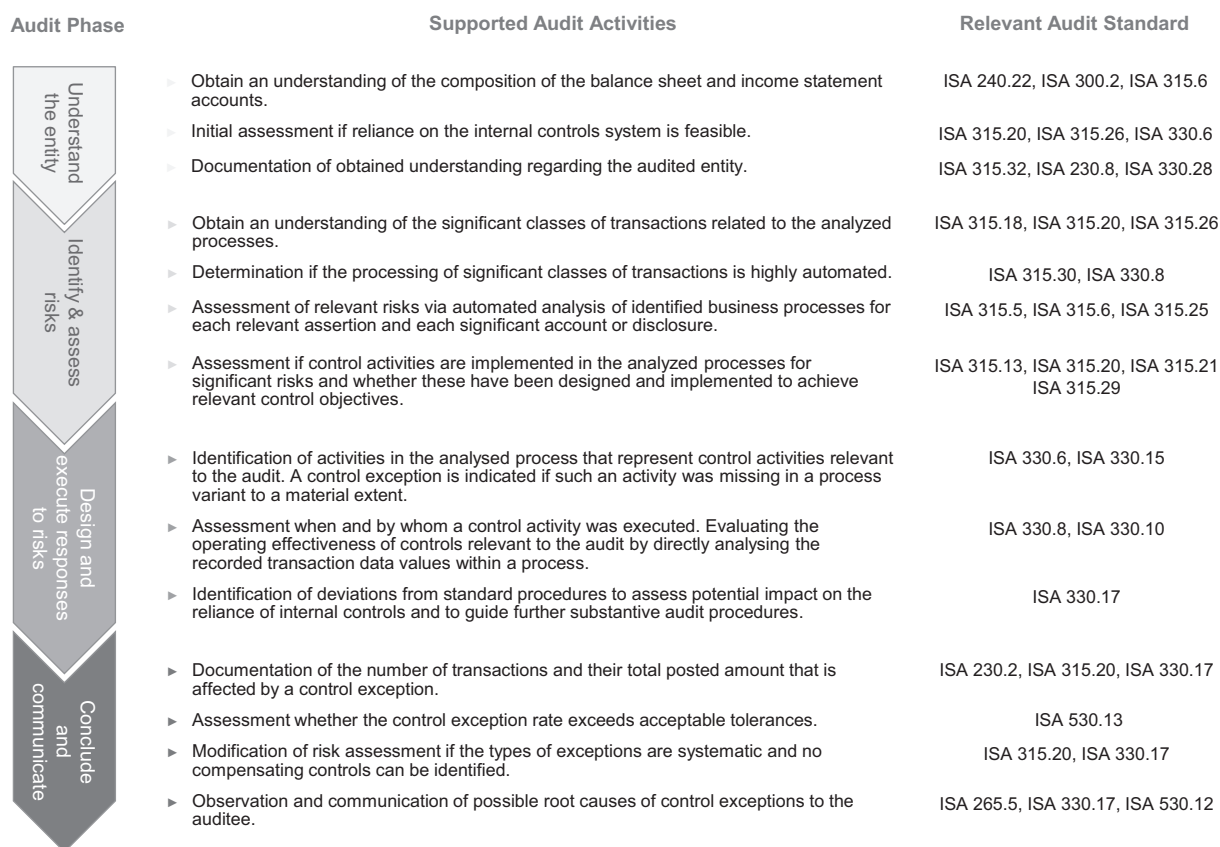 Audit Phase
Supported Audit Activities
Relevant Audit Standard
Understand
the entity
► Obtain an understanding of the composition of the balance sheet and income statement
accounts.
ISA 240.22, ISA 300.2, ISA 315.6
► Initial assessment if reliance on the internal controls system is feasible.
ISA 315.20, ISA 315.26, ISA 330.6
► Documentation of obtained understanding regarding the audited entity.
ISA 315.32, ISA 230.8, ISA 330.28
Identify & assess
risks
► Obtain an understanding of the significant classes of transactions related to the analyzed
processes.
ISA 315.18, ISA 315.20, ISA 315.26
► Determination if the processing of significant classes of transactions is highly automated.
ISA 315.30, ISA 330.8
► Assessment of relevant risks via automated analysis of identified business processes for
each relevant assertion and each significant account or disclosure.
ISA 315.5, ISA 315.6, ISA 315.25
► Assessment if control activities are implemented in the analyzed processes for
significant risks and whether these have been designed and implemented to achieve
relevant control objectives.
ISA 315.13, ISA 315.20, ISA 315.21
ISA 315.29
Design and
execute responses
to risks
► Identification of activities in the analysed process that represent control activities relevant
to the audit. A control exception is indicated if such an activity was missing in a process
variant to a material extent.
ISA 330.6, ISA 330.15
► Assessment when and by whom a control activity was executed. Evaluating the
operating effectiveness of controls relevant to the audit by directly analysing the
recorded transaction data values within a process.
ISA 330.8, ISA 330.10
► Identification of deviations from standard procedures to assess potential impact on the
reliance of internal controls and to guide further substantive audit procedures.
ISA 330.17
Conclude
and
communicate
► Documentation of the number of transactions and their total posted amount that is
affected by a control exception.
ISA 230.2, ISA 315.20, ISA 330.17
► Assessment whether the control exception rate exceeds acceptable tolerances.
ISA 530.13
► Modification of risk assessment if the types of exceptions are systematic and no
compensating controls can be identified.
ISA 315.20, ISA 330.17
► Observation and communication of possible root causes of control exceptions to the
auditee.
ISA 265.5, ISA 330.17, ISA 530.12